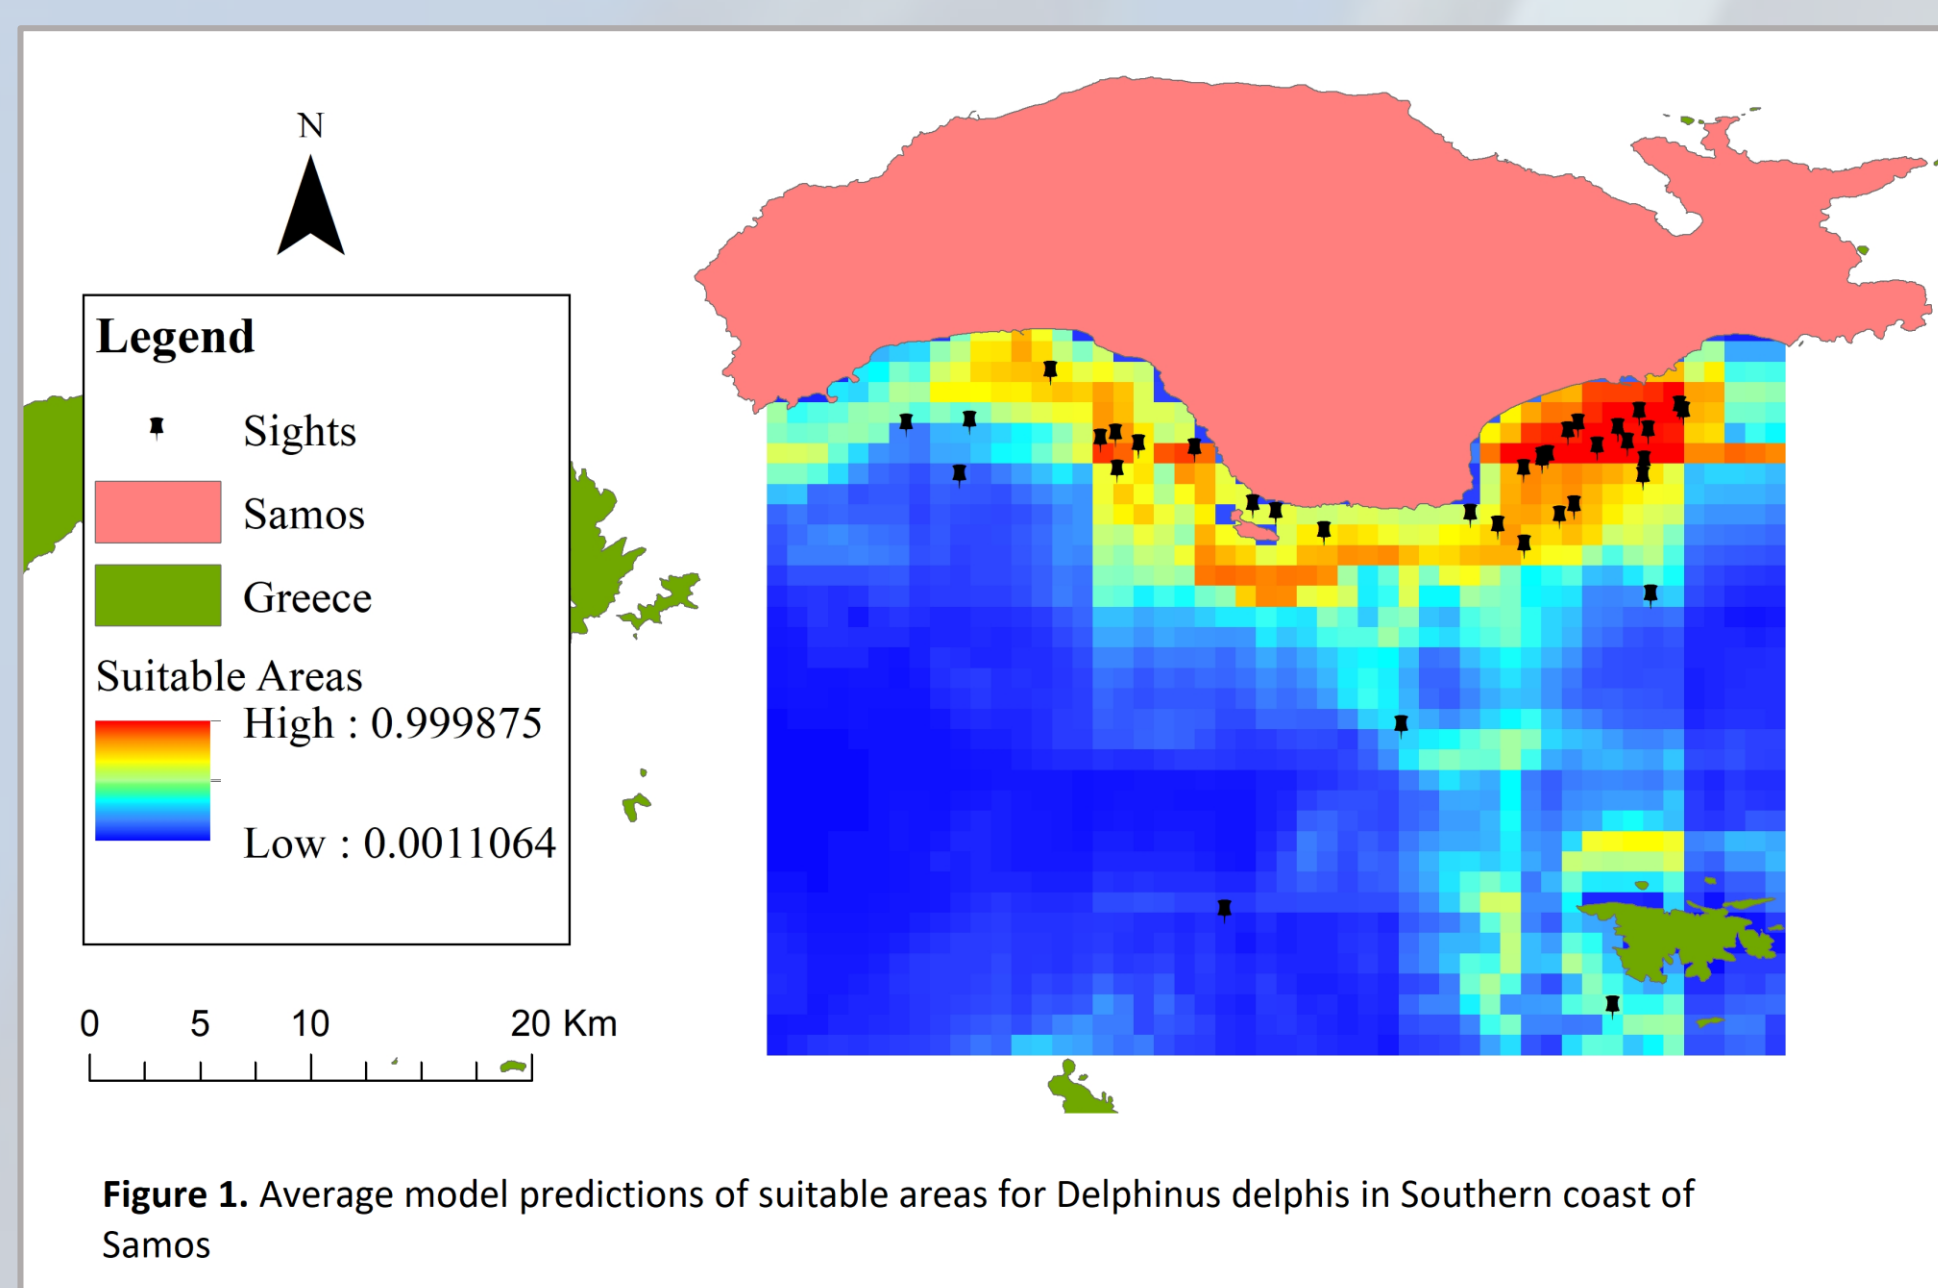 N
Legend
Sights
Samos
Greece
Suitable Areas
High : 0.999875
Low : 0.0011064
0 5 10 20 Km
Figure 1. Average model predictions of suitable areas for Delphinus delphis in Southern coast of
Samos